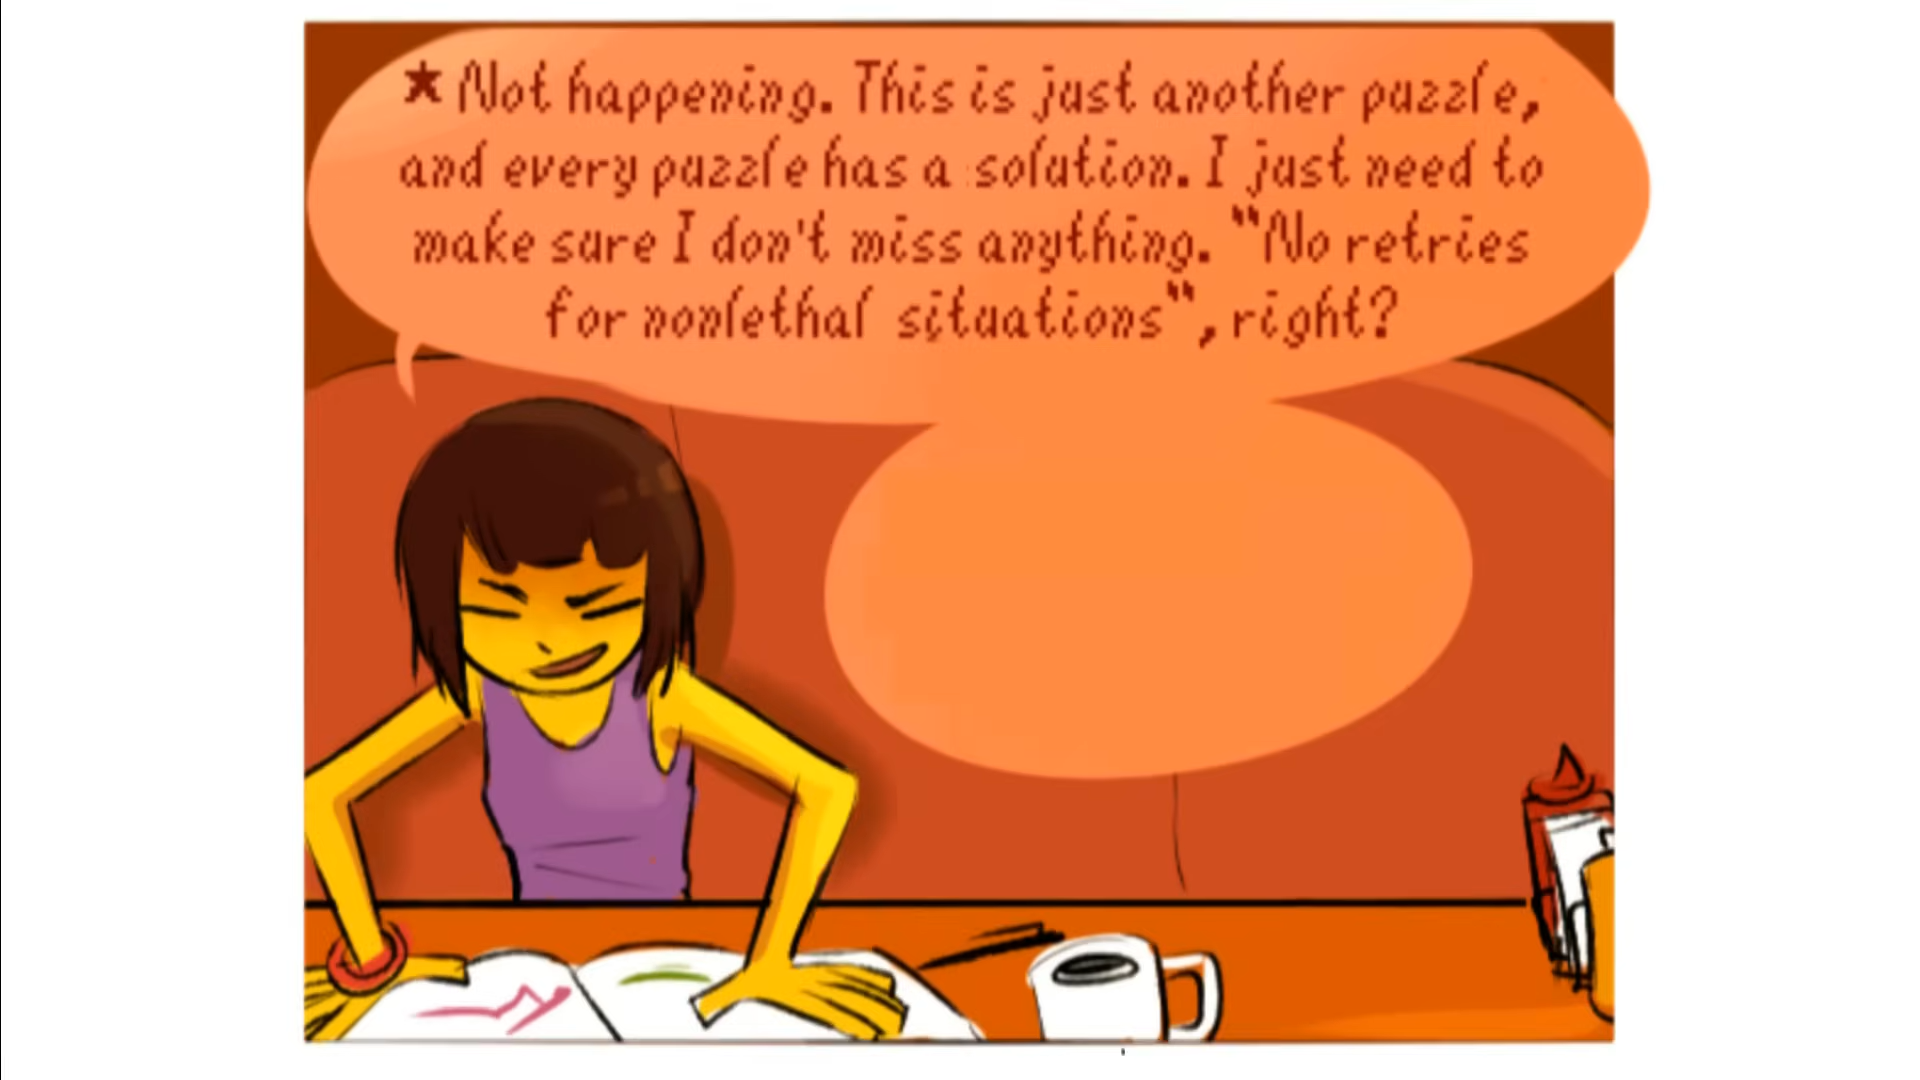 ★ Not happening. This is just another puzzle,
and every puzzle has a solution. I just need to
make sure I don't miss anything. "No retries
for nonlethal situations", right?